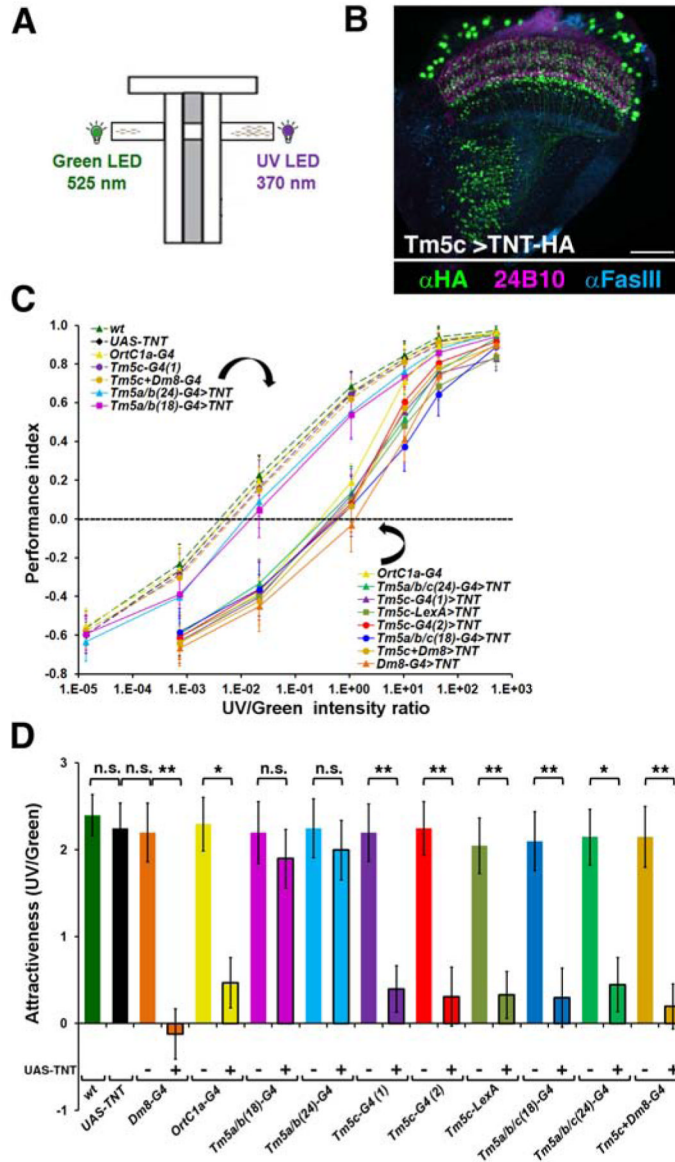 A
Green LED
525 nm
UV LED
370 nm
B
Tm5c >TNT-HA
αHA 24B10 αFasIII
C
wt
UAS-TNT
OrtC1a-G4
Tm5c-G4(1)
Tm5c+Dm8-G4
Tm5a/b(24)-G4>TNT
Tm5a/b(18)-G4>TNT
Performance index
1.0
0.8
0.6
0.4
0.2
0.0
-0.2
-0.4
-0.6
-0.8
OrtC1a-G4
Tm5a/b/c(24)-G4>TNT
Tm5c-G4(1)>TNT
Tm5c-LexA>TNT
Tm5c-G4(2)>TNT
Tm5a/b/c(18)-G4>TNT
Tm5c+Dm8>TNT
Dm8-G4>TNT
1.E-05 1.E-04 1.E-03 1.E-02 1.E-01 1.E+00 1.E+01 1.E+02 1.E+03
UV/Green intensity ratio
D
Attractiveness (UV/Green)
3
2
1
0
-1
n.s. n.s. ** * n.s. n.s. ** ** ** ** * **
UAS-TNT - + - + - + - + - + - + - + - + - + - +
wt UAS-TNT Dm8-G4 OrtC1a-G4 Tm5a/b(18)-G4 Tm5a/b(24)-G4 Tm5c-G4 (1) Tm5c-G4 (2) Tm5c-LexA Tm5a/b/c(18)-G4 Tm5a/b/c(24)-G4 Tm5c+Dm8-G4